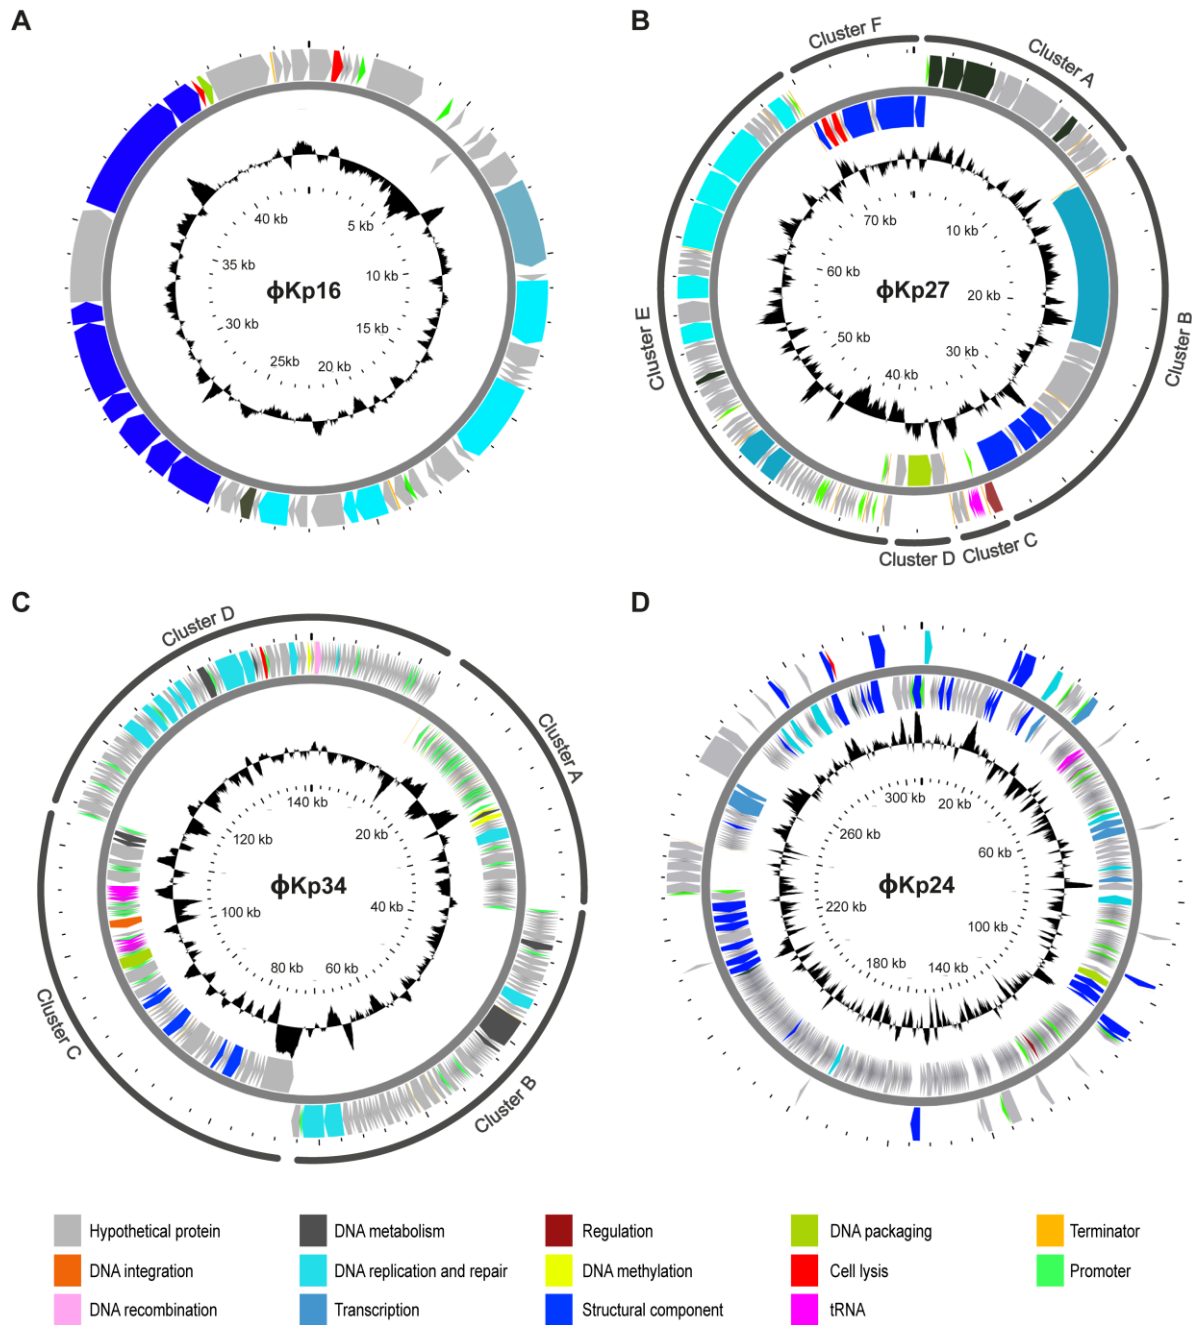 A
40 kb
5 kb
35 kb
10 kb
ϕKp16
30 kb
15 kb
25kb
20 kb
B
Cluster F
Cluster A
70 kb
10 kb
60 kb
ϕKp27
20 kb
50 kb
30 kb
40 kb
Cluster E
Cluster B
Cluster D
Cluster C
C
Cluster D
Cluster A
140 kb
120 kb
20 kb
ϕKp34
100 kb
40 kb
80 kb
60 kb
Cluster C
Cluster B
D
300 kb
20 kb
260 kb
60 kb
ϕKp24
220 kb
100 kb
180 kb
140 kb
Hypothetical protein
DNA metabolism
Regulation
DNA packaging
Terminator
DNA integration
DNA replication and repair
DNA methylation
Cell lysis
Promoter
DNA recombination
Transcription
Structural component
tRNA